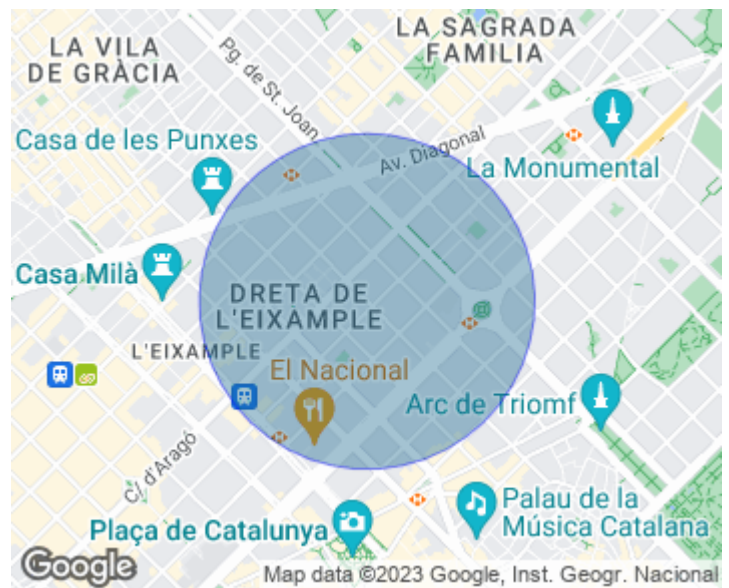 LA VILA
DE GRÀCIA
LA SAGRADA
FAMILIA
Pg. de St. Joan
Casa de les Punxes
Av. Diagonal
La Monumental
Casa Milà
DRETA DE
L'EIXAMPLE
L'EIXAMPLE
El Nacional
Arc de Triomf
C/ d'Aragó
Plaça de Catalunya
Palau de la
Música Catalana
Google
Map data ©2023 Google, Inst. Geogr. Nacional